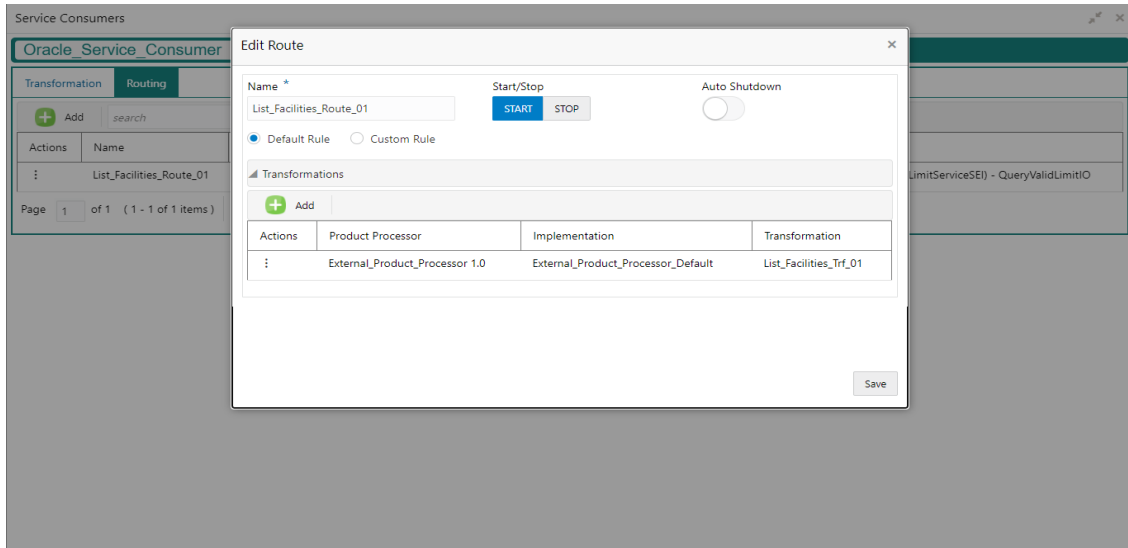 Service Consumers
Oracle_Service_Consumer
Transformation Routing
Add search
Actions Name
List_Facilities_Route_01 LimitServiceSEI) - QueryValidLimitIO
Page 1 of 1 ( 1 - 1 of 1 items )
Edit Route
Name * Start/Stop Auto Shutdown
List_Facilities_Route_01 START STOP
Default Rule Custom Rule
Transformations
Add
Actions Product Processor Implementation Transformation
External_Product_Processor 1.0 External_Product_Processor_Default List_Facilities_Trf_01
Save